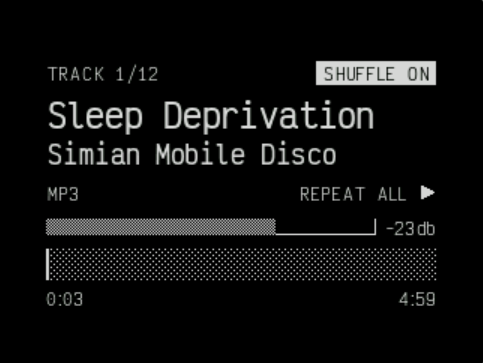 TRACK 1/12
SHUFFLE ON
Sleep Deprivation
Simian Mobile Disco
MP3
REPEAT ALL
-23db
0:03
4:59